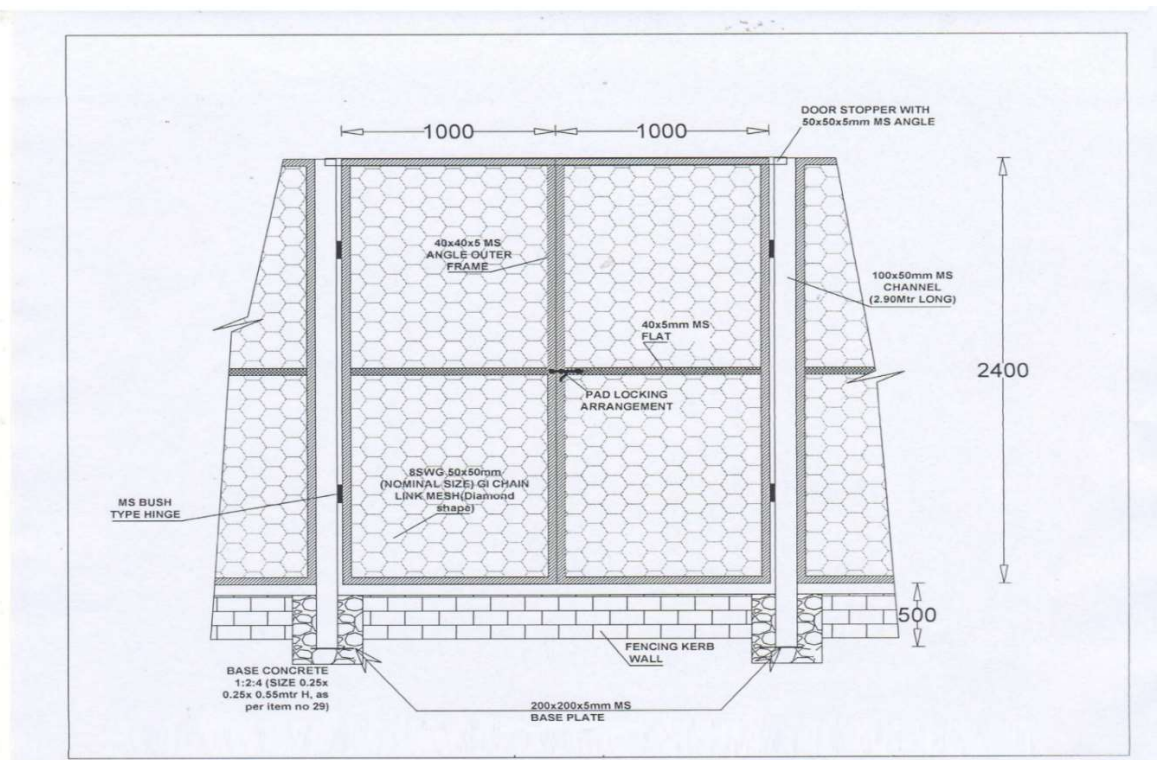 DOOR STOPPER WITH
50x50x5mm MS ANGLE
1000
1000
40x40x5 MS
ANGLE OUTER
FRAME
100x50mm MS
CHANNEL
(2.90Mtr LONG)
40x5mm MS
FLAT
2400
PAD LOCKING
ARRANGEMENT
8SWG 50x50mm
(NOMINAL SIZE) GI CHAIN
LINK MESH(Diamond
shape)
MS BUSH
TYPE HINGE
500
FENCING KERB
WALL
BASE CONCRETE
1:2:4 (SIZE 0.25x
0.25x 0.55mtr H, as
per item no 29)
200x200x5mm MS
BASE PLATE